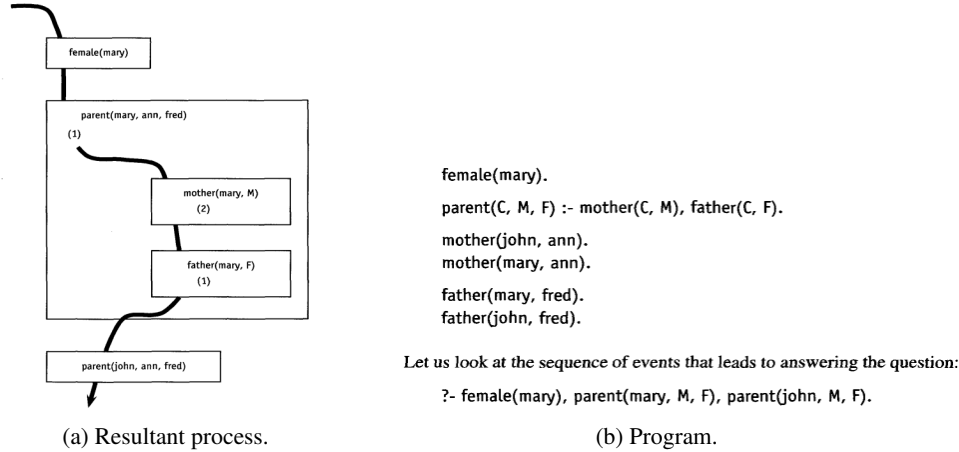 female(mary)
parent(mary, ann, fred)
(1)
mother(mary, M)
(2)
father(mary, F)
(1)
parent(john, ann, fred)
(a) Resultant process.
female(mary).
parent(C, M, F) :- mother(C, M), father(C, F).
mother(john, ann).
mother(mary, ann).
father(mary, fred).
father(john, fred).
Let us look at the sequence of events that leads to answering the question:
?- female(mary), parent(mary, M, F), parent(john, M, F).
(b) Program.